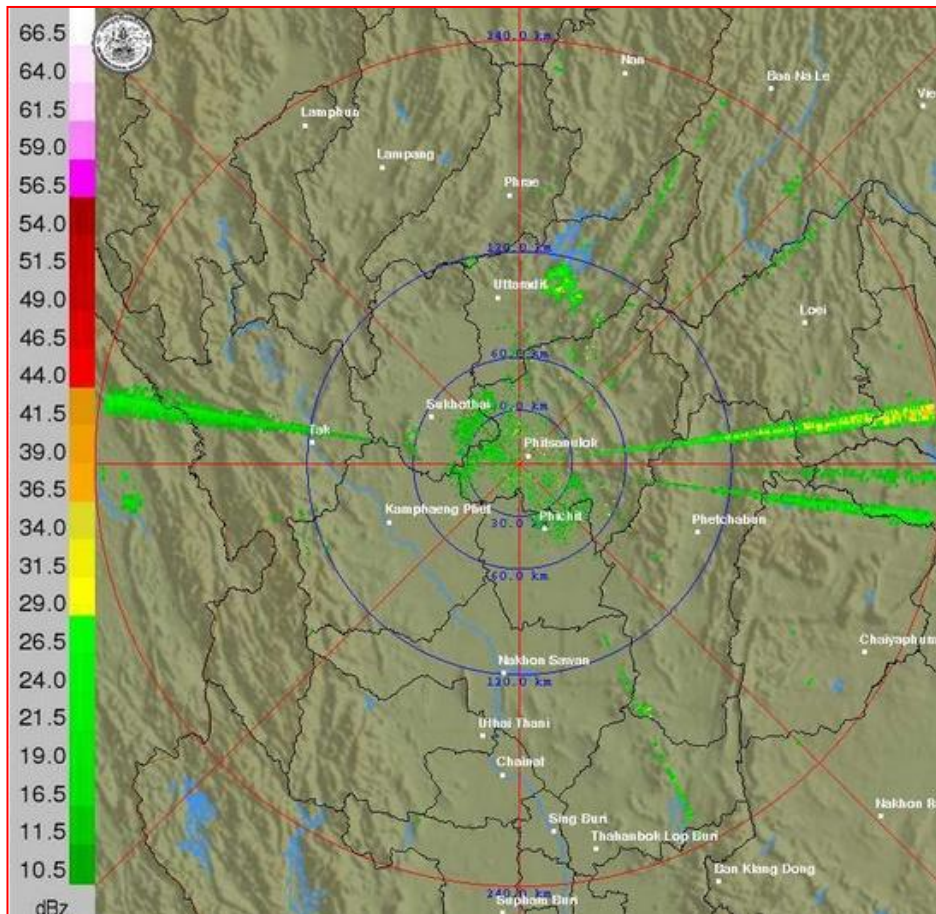 66.5
64.0
61.5
59.0
56.5
54.0
51.5
49.0
46.5
44.0
41.5
39.0
36.5
34.0
31.5
29.0
26.5
24.0
21.5
19.0
16.5
11.5
10.5
dBz
240.0 km
Nan
Ban Na Le
Vie
Lamphun
Lampang
Phrae
120.0 km
Uttaradit
Loei
60.0 km
Sukhothai
Tak
Phitsanulok
Kamphaeng Phet
Phichit
30.0 km
Phetchabun
60.0 km
Chaiyaphum
Nakhon Sawan
120.0 km
Uthai Thani
Chainat
Sing Buri
Nakhon R
Thahanbok Lop Buri
Ban Klang Dong
240.0 km
Supham Buri